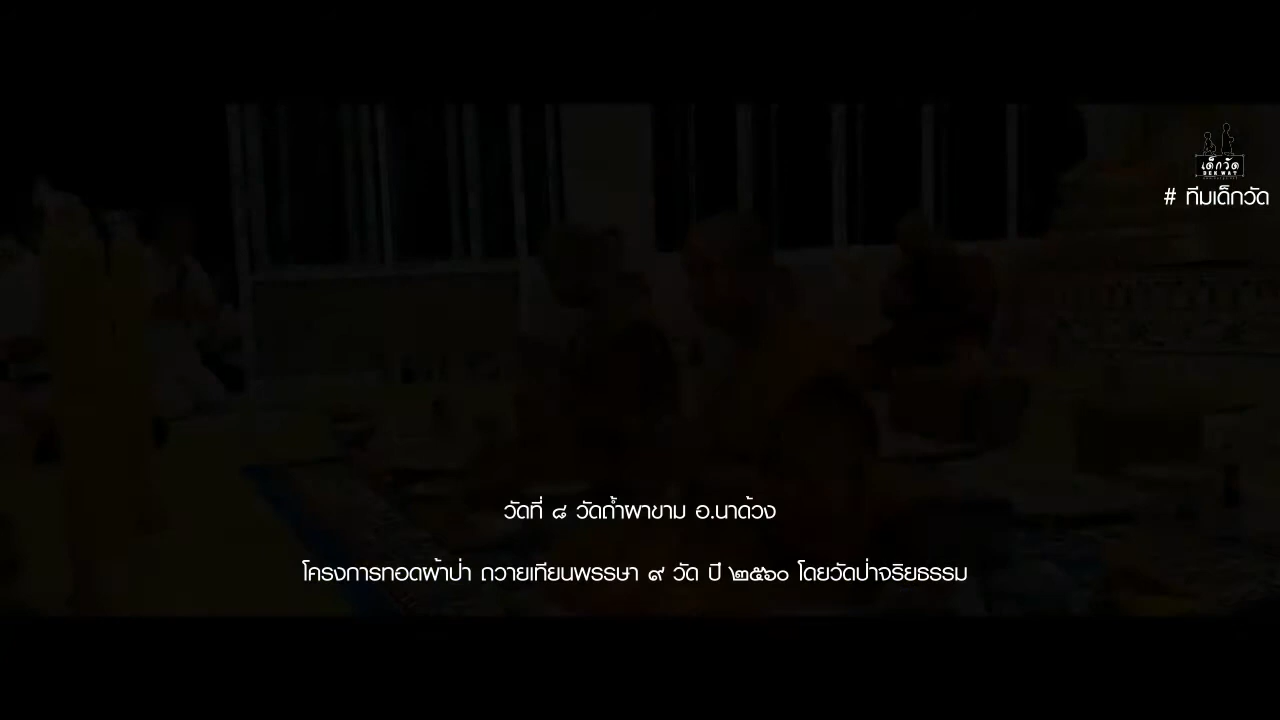 เด็กวัด
DEK WAT
# ทีมเด็กวัด
วัดที่ ๘ วัดถ้ำผาขาม อ.นาด้วง
โครงการทอดผ้าป่า ถวายเทียนพรรษา ๙ วัด ปี ๒๕๖๐ โดยวัดป่าจริยธรรม